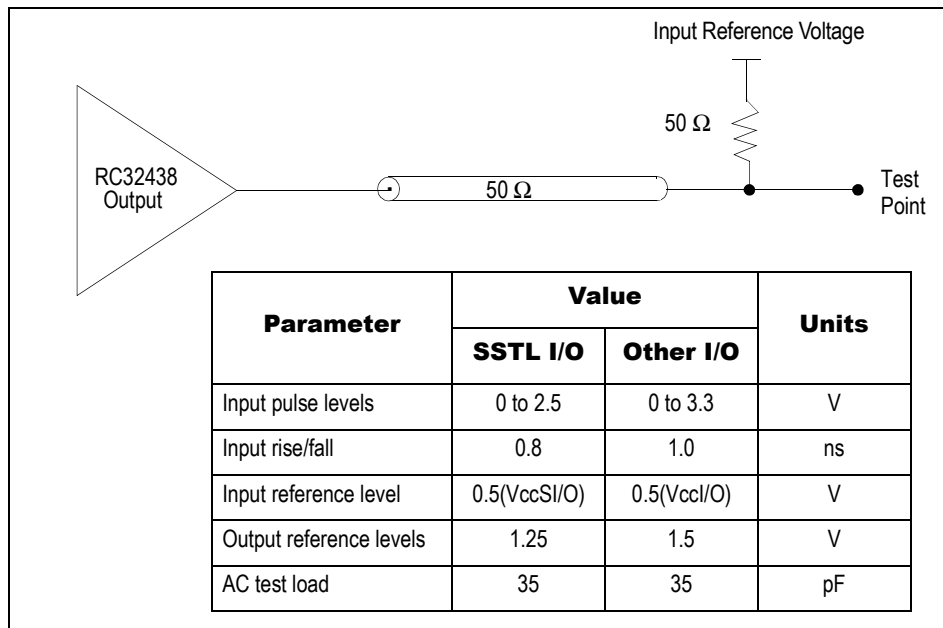 Input Reference Voltage
50 Ω
RC32438
Output
50 Ω
Test
Point
Parameter Value Units
SSTL I/O Other I/O
Input pulse levels 0 to 2.5 0 to 3.3 V
Input rise/fall 0.8 1.0 ns
Input reference level 0.5(VccSI/O) 0.5(VccI/O) V
Output reference levels 1.25 1.5 V
AC test load 35 35 pF